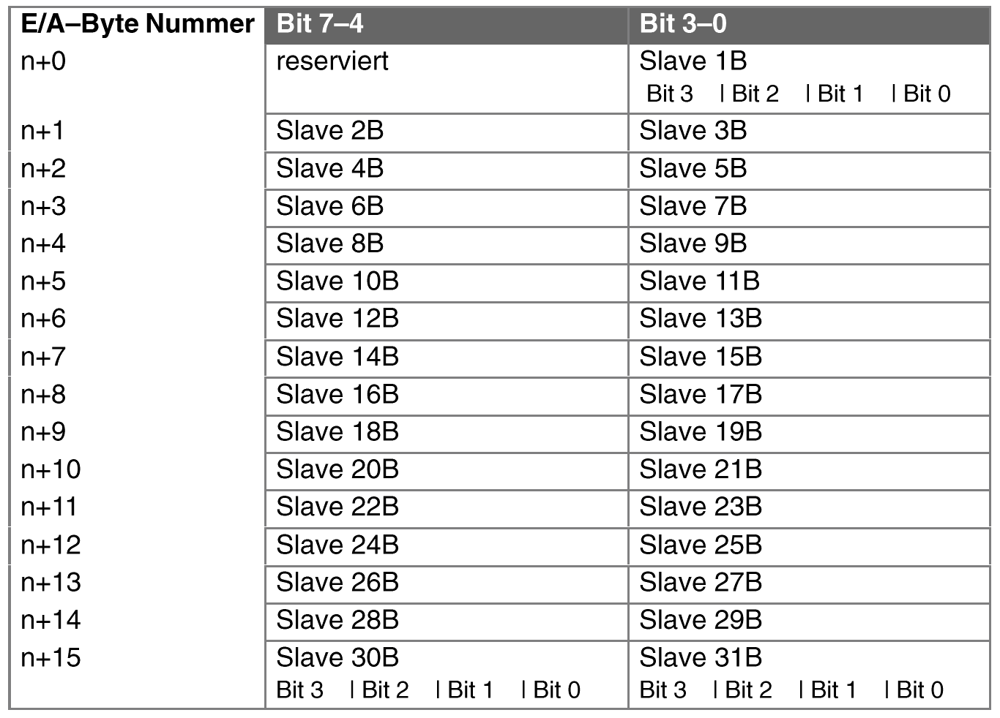 E/A–Byte Nummer Bit 7–4 Bit 3–0
n+0 reserviert Slave 1B
Bit 3 | Bit 2 | Bit 1 | Bit 0
n+1 Slave 2B Slave 3B
n+2 Slave 4B Slave 5B
n+3 Slave 6B Slave 7B
n+4 Slave 8B Slave 9B
n+5 Slave 10B Slave 11B
n+6 Slave 12B Slave 13B
n+7 Slave 14B Slave 15B
n+8 Slave 16B Slave 17B
n+9 Slave 18B Slave 19B
n+10 Slave 20B Slave 21B
n+11 Slave 22B Slave 23B
n+12 Slave 24B Slave 25B
n+13 Slave 26B Slave 27B
n+14 Slave 28B Slave 29B
n+15 Slave 30B Slave 31B
Bit 3 | Bit 2 | Bit 1 | Bit 0 Bit 3 | Bit 2 | Bit 1 | Bit 0